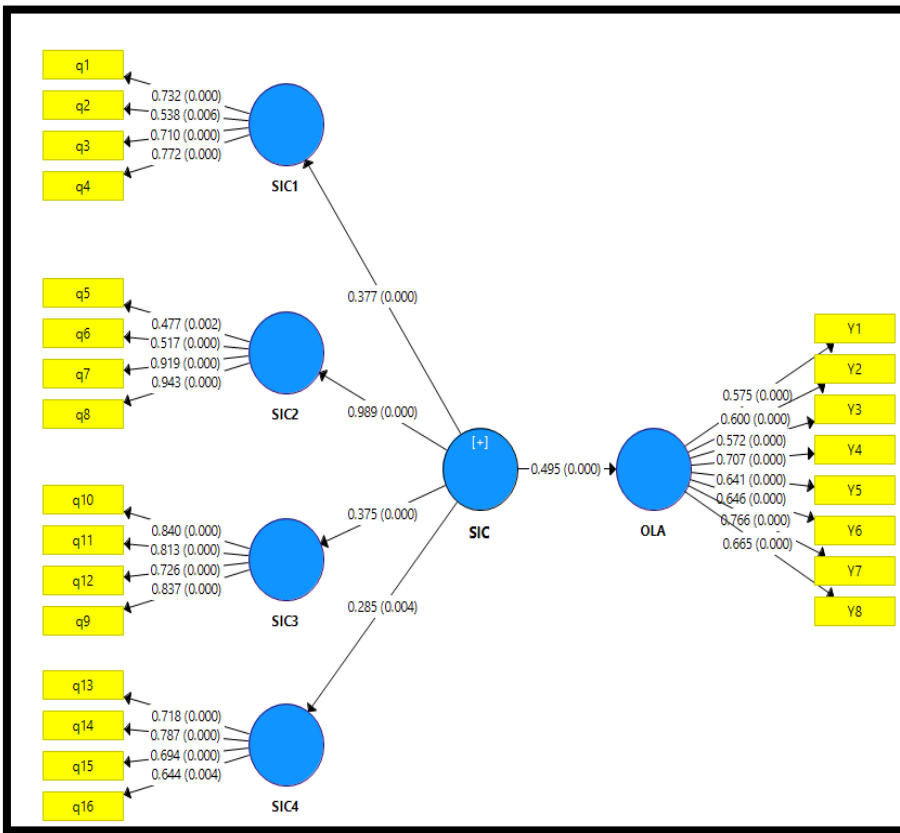 q1
q2
q3
q4
0.732 (0.000)
0.538 (0.006)
0.710 (0.000)
0.772 (0.000)
SIC1
0.377 (0.000)
q5
q6
q7
q8
0.477 (0.002)
0.517 (0.000)
0.919 (0.000)
0.943 (0.000)
SIC2
0.989 (0.000)
q10
q11
q12
q9
0.840 (0.000)
0.813 (0.000)
0.726 (0.000)
0.837 (0.000)
SIC3
0.375 (0.000)
q13
q14
q15
q16
0.718 (0.000)
0.787 (0.000)
0.694 (0.000)
0.644 (0.004)
SIC4
0.285 (0.004)
[+]
SIC
0.495 (0.000)
OLA
0.575 (0.000)
0.600 (0.000)
0.572 (0.000)
0.707 (0.000)
0.641 (0.000)
0.646 (0.000)
0.766 (0.000)
0.665 (0.000)
Y1
Y2
Y3
Y4
Y5
Y6
Y7
Y8